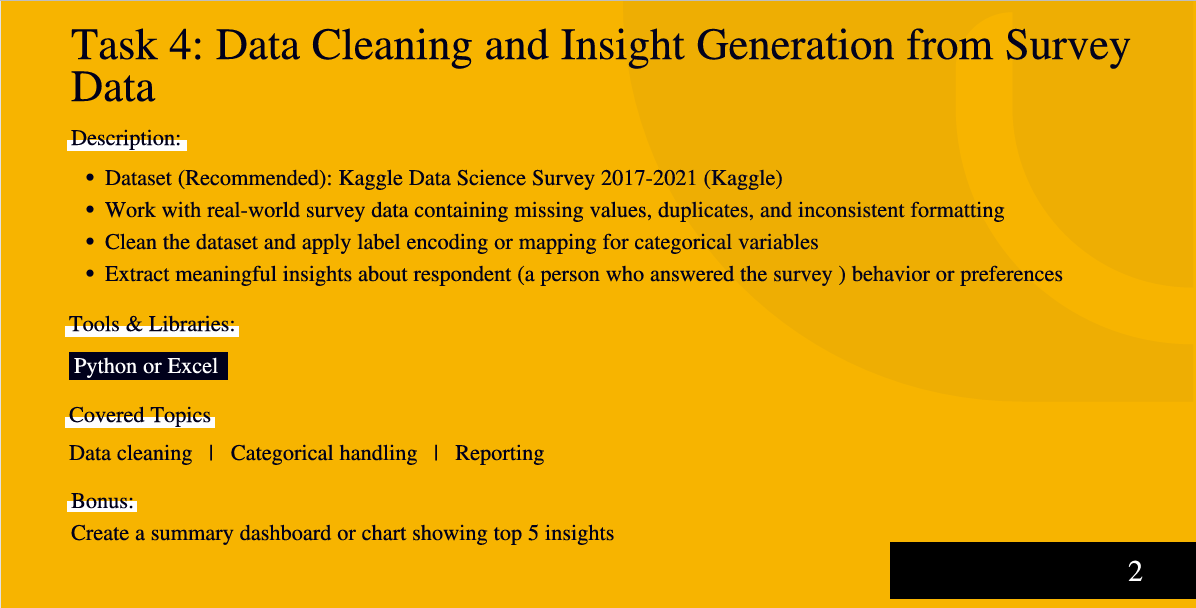 Task 4: Data Cleaning and Insight Generation from Survey
Data
Description:
• Dataset (Recommended): Kaggle Data Science Survey 2017-2021 (Kaggle)
• Work with real-world survey data containing missing values, duplicates, and inconsistent formatting
• Clean the dataset and apply label encoding or mapping for categorical variables
• Extract meaningful insights about respondent (a person who answered the survey ) behavior or preferences
Tools & Libraries:
Python or Excel
Covered Topics
Data cleaning | Categorical handling | Reporting
Bonus:
Create a summary dashboard or chart showing top 5 insights
2